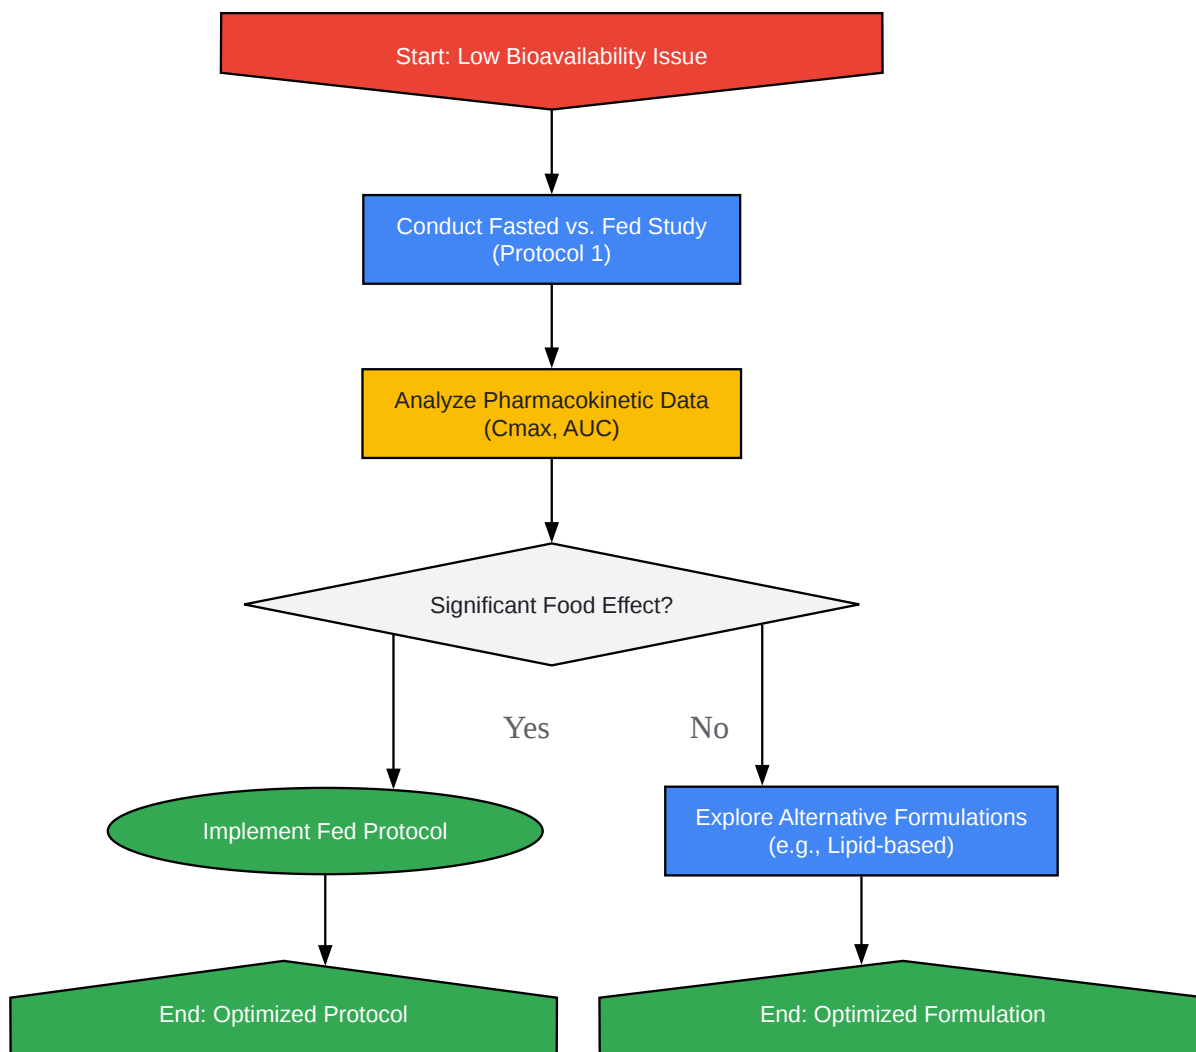 Start: Low Bioavailability Issue
Conduct Fasted vs. Fed Study
(Protocol 1)
Analyze Pharmacokinetic Data
(Cmax, AUC)
Significant Food Effect?
Yes
No
Implement Fed Protocol
Explore Alternative Formulations
(e.g., Lipid-based)
End: Optimized Protocol
End: Optimized Formulation